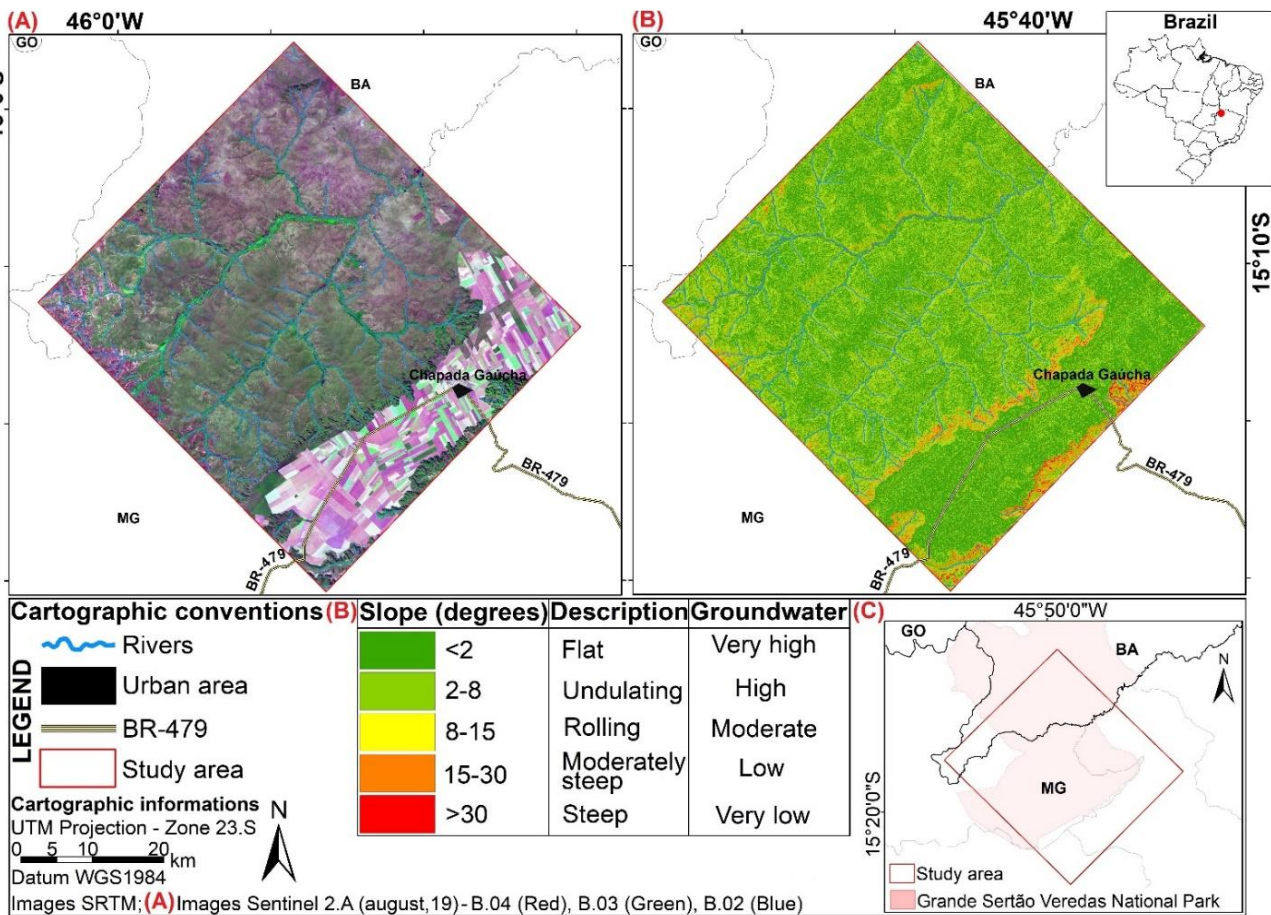 (A)
46°0'W
(B)
45°40'W
Brazil
GO
BA
GO
BA
15°10'S
Chapada Gaúcha
Chapada Gaúcha
BR-479
BR-479
MG
MG
BR-479
BR-479
LEGEND
Cartographic conventions
Rivers
Urban area
BR-479
Study area
Cartographic informations
UTM Projection - Zone 23.S
N
0 5 10 20
km
Datum WGS1984
Images SRTM; (A) Images Sentinel 2.A (august,19) - B.04 (Red), B.03 (Green), B.02 (Blue)
(B)
Slope (degrees) Description Groundwater
<2 Flat Very high
2-8 Undulating High
8-15 Rolling Moderate
15-30 Moderately steep Low
>30 Steep Very low
(C)
45°50'0"W
GO
BA
N
MG
15°20'0"S
Study area
Grande Sertão Veredas National Park